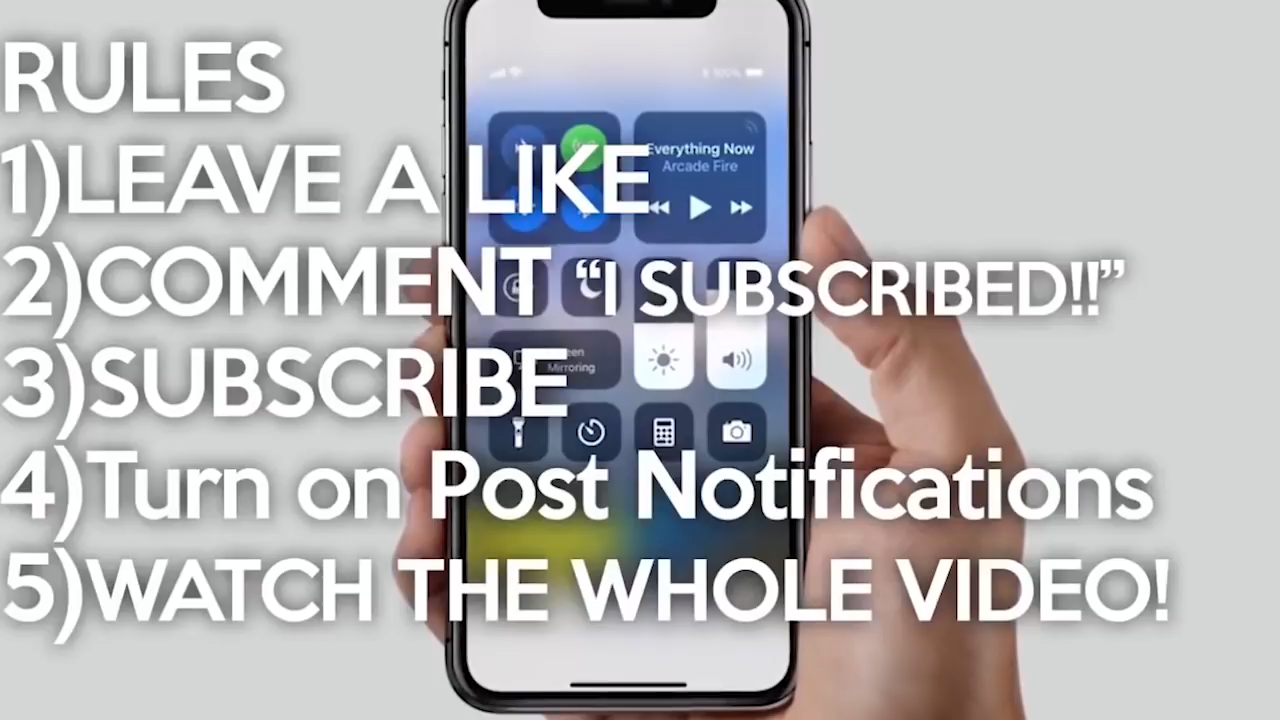 RULES
1)LEAVE A LIKE
2)COMMENT “I SUBSCRIBED!!”
3)SUBSCRIBE
4)Turn on Post Notifications
5)WATCH THE WHOLE VIDEO!
100%
Everything Now
Arcade Fire
Mirroring